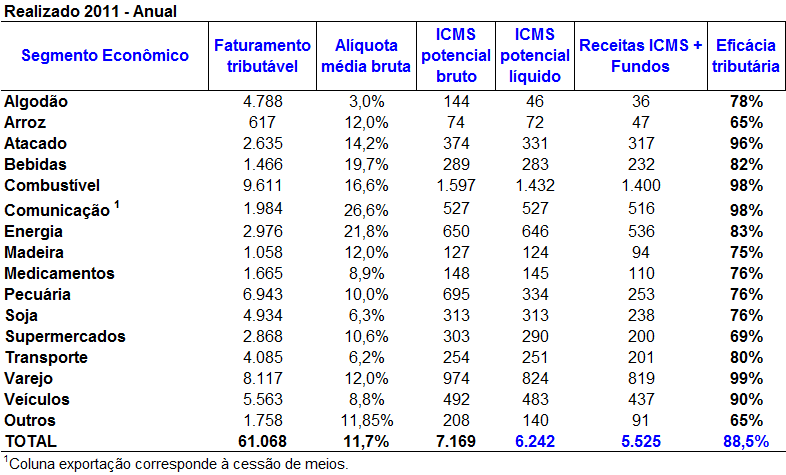 Realizado 2011 - Anual
Segmento Econômico Faturamento tributável Alíquota média bruta ICMS potencial bruto ICMS potencial líquido Receitas ICMS + Fundos Eficácia tributária
Algodão 4.788 3,0% 144 46 36 78%
Arroz 617 12,0% 74 72 47 65%
Atacado 2.635 14,2% 374 331 317 96%
Bebidas 1.466 19,7% 289 283 232 82%
Combustível 9.611 16,6% 1.597 1.432 1.400 98%
Comunicação 1 1.984 26,6% 527 527 516 98%
Energia 2.976 21,8% 650 646 536 83%
Madeira 1.058 12,0% 127 124 94 75%
Medicamentos 1.665 8,9% 148 145 110 76%
Pecuária 6.943 10,0% 695 334 253 76%
Soja 4.934 6,3% 313 313 238 76%
Supermercados 2.868 10,6% 303 290 200 69%
Transporte 4.085 6,2% 254 251 201 80%
Varejo 8.117 12,0% 974 824 819 99%
Veículos 5.563 8,8% 492 483 437 90%
Outros 1.758 11,85% 208 140 91 65%
TOTAL 61.068 11,7% 7.169 6.242 5.525 88,5%
1Coluna exportação corresponde à cessão de meios.